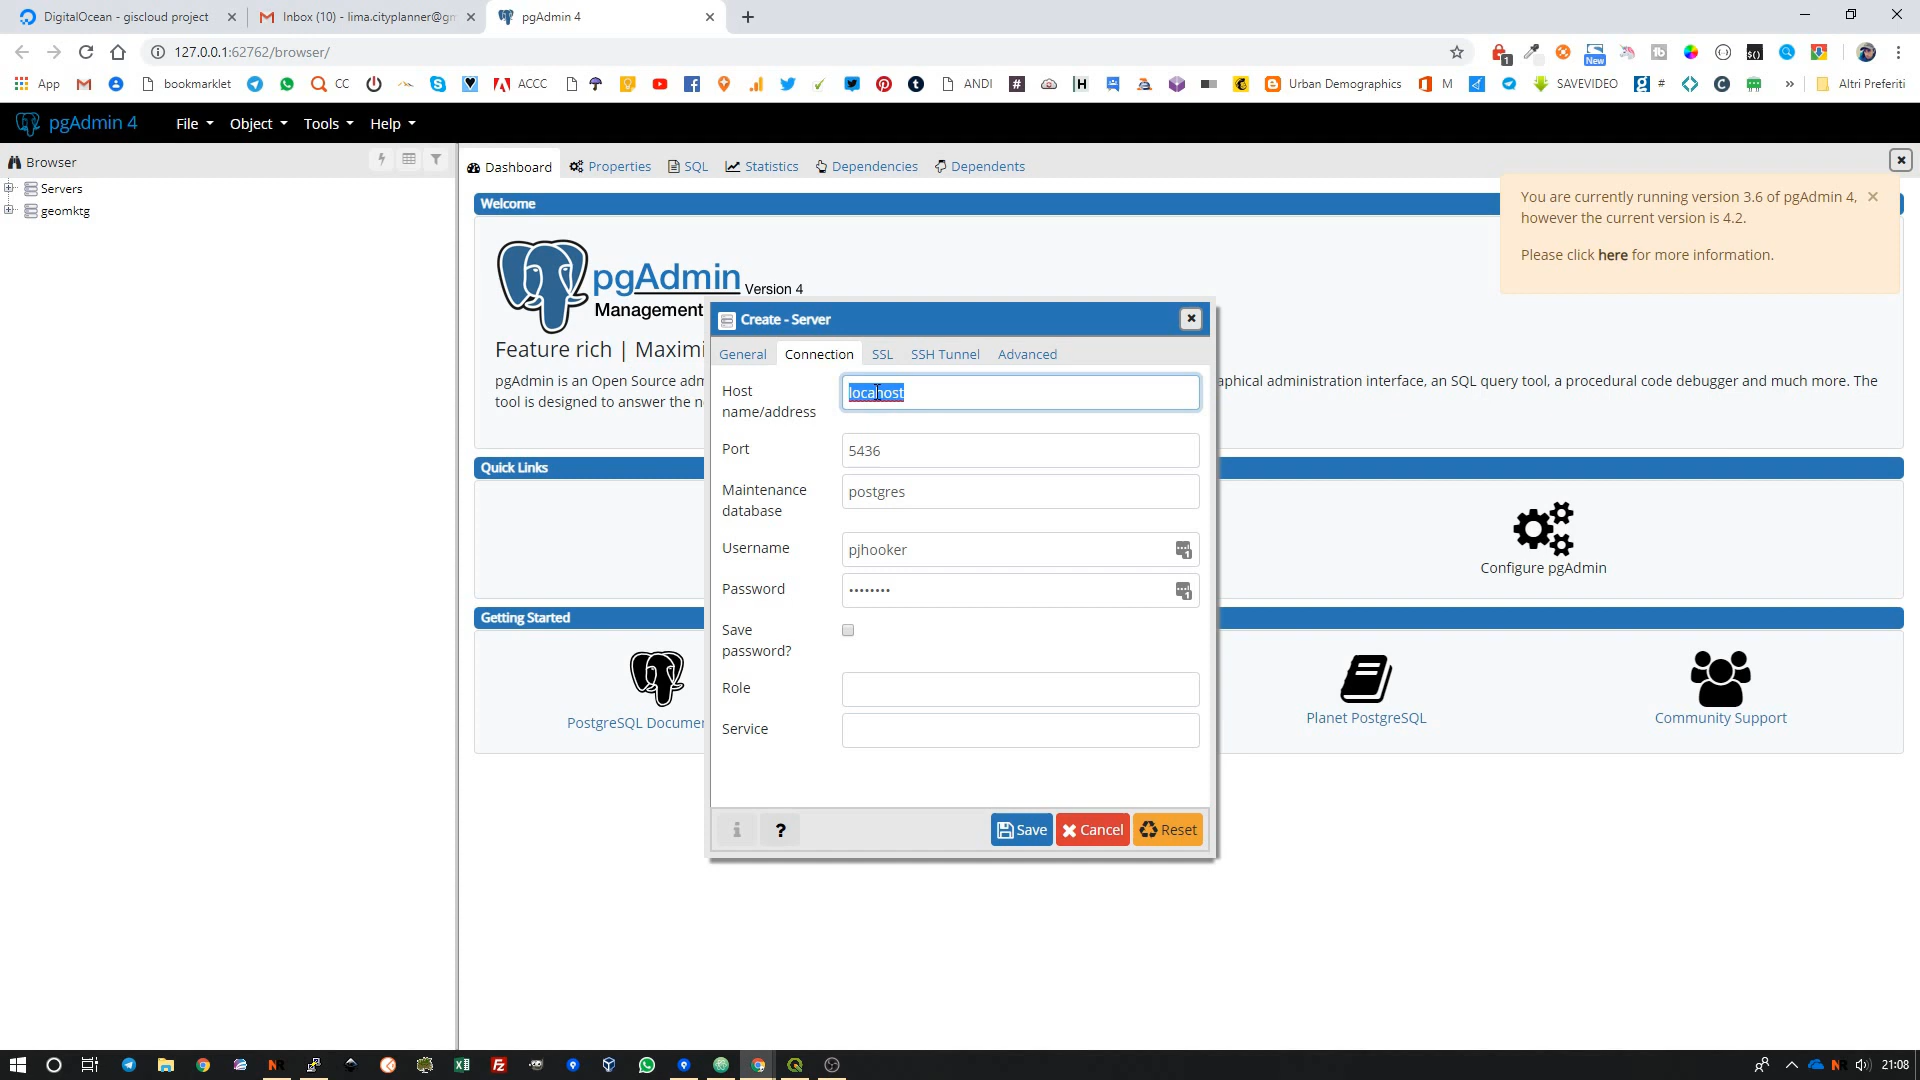 DigitalOcean - giscloud project
Inbox (10) - lima.cityplanner@gm
pgAdmin 4
127.0.0.1:62762/browser/
1
New
App
bookmarklet
CC
ACCC
ANDI
Urban Demographics
M
SAVEVIDEO
#
»
Altri Preferiti
pgAdmin 4
File
Object
Tools
Help
Browser
Servers
geomktg
Dashboard
Properties
SQL
Statistics
Dependencies
Dependents
You are currently running version 3.6 of pgAdmin 4,
however the current version is 4.2.
Please click here for more information.
Welcome
pgAdmin Version 4
Management
Feature rich | Maximi
pgAdmin is an Open Source adm
aphical administration interface, an SQL query tool, a procedural code debugger and much more. The
tool is designed to answer the n
Quick Links
Configure pgAdmin
Getting Started
PostgreSQL Documen
Planet PostgreSQL
Community Support
Create - Server
General
Connection
SSL
SSH Tunnel
Advanced
Host
name/address
locahost
Port
5436
Maintenance
database
postgres
Username
pjhooker
Password
••••••••
Save
password?
Role
Service
i
?
Save
Cancel
Reset
21:08